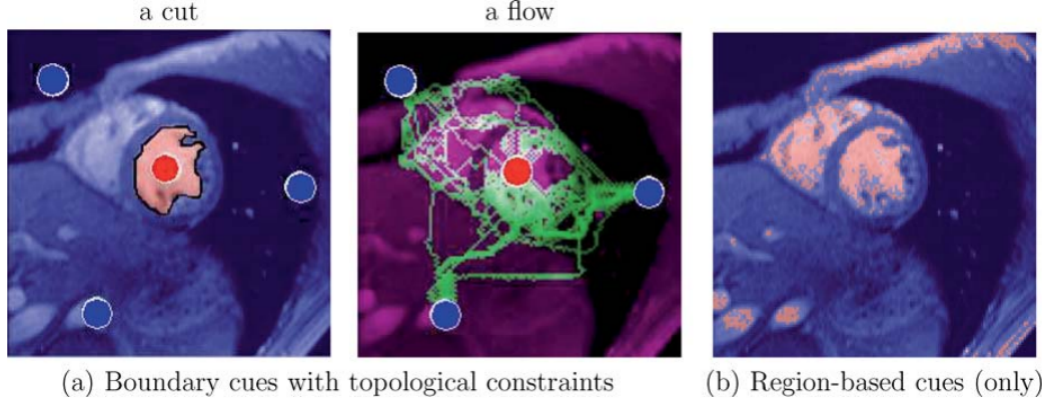 a cut
a flow
(a) Boundary cues with topological constraints
(b) Region-based cues (only)